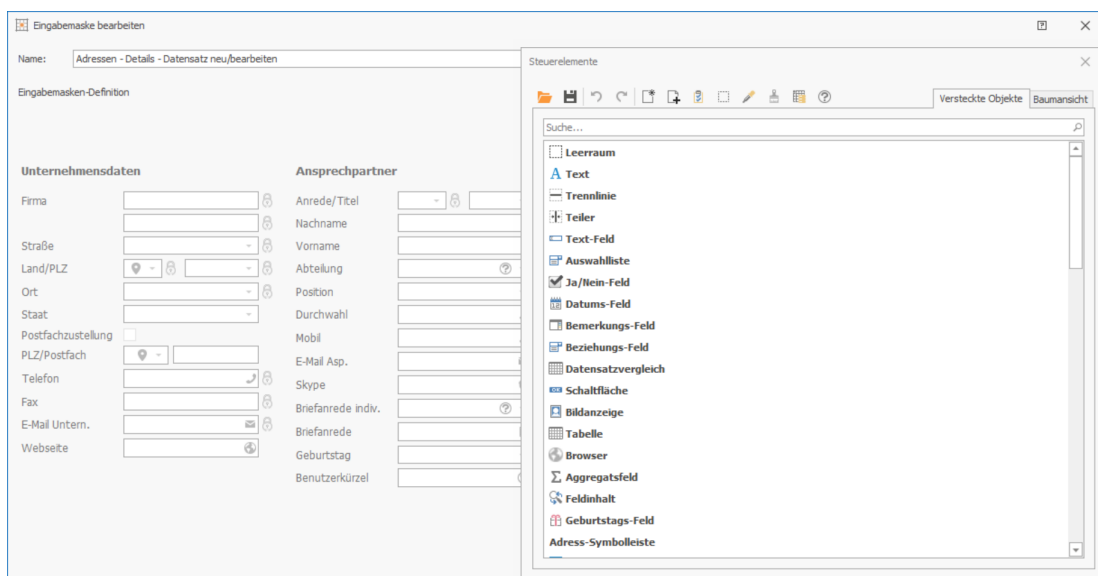 Eingabemaske bearbeiten
Name:
Adressen - Details - Datensatz neu/bearbeiten
Eingabemasken-Definition
Unternehmensdaten
Firma
Straße
Land/PLZ
Ort
Staat
Postfachzustellung
PLZ/Postfach
Telefon
Fax
E-Mail Untern.
Webseite
Ansprechpartner
Anrede/Titel
Nachname
Vorname
Abteilung
Position
Durchwahl
Mobil
E-Mail Asp.
Skype
Briefanrede indiv.
Briefanrede
Geburtstag
Benutzerkürzel
Steuerelemente
Versteckte Objekte
Baumansicht
Suche...
Leerraum
Text
Trennlinie
Teiler
Text-Feld
Auswahlliste
Ja/Nein-Feld
Datums-Feld
Bemerkungs-Feld
Beziehungs-Feld
Datensatzvergleich
Schaltfläche
Bildanzeige
Tabelle
Browser
Aggregatsfeld
Feldinhalt
Geburtstags-Feld
Adress-Symbolleiste